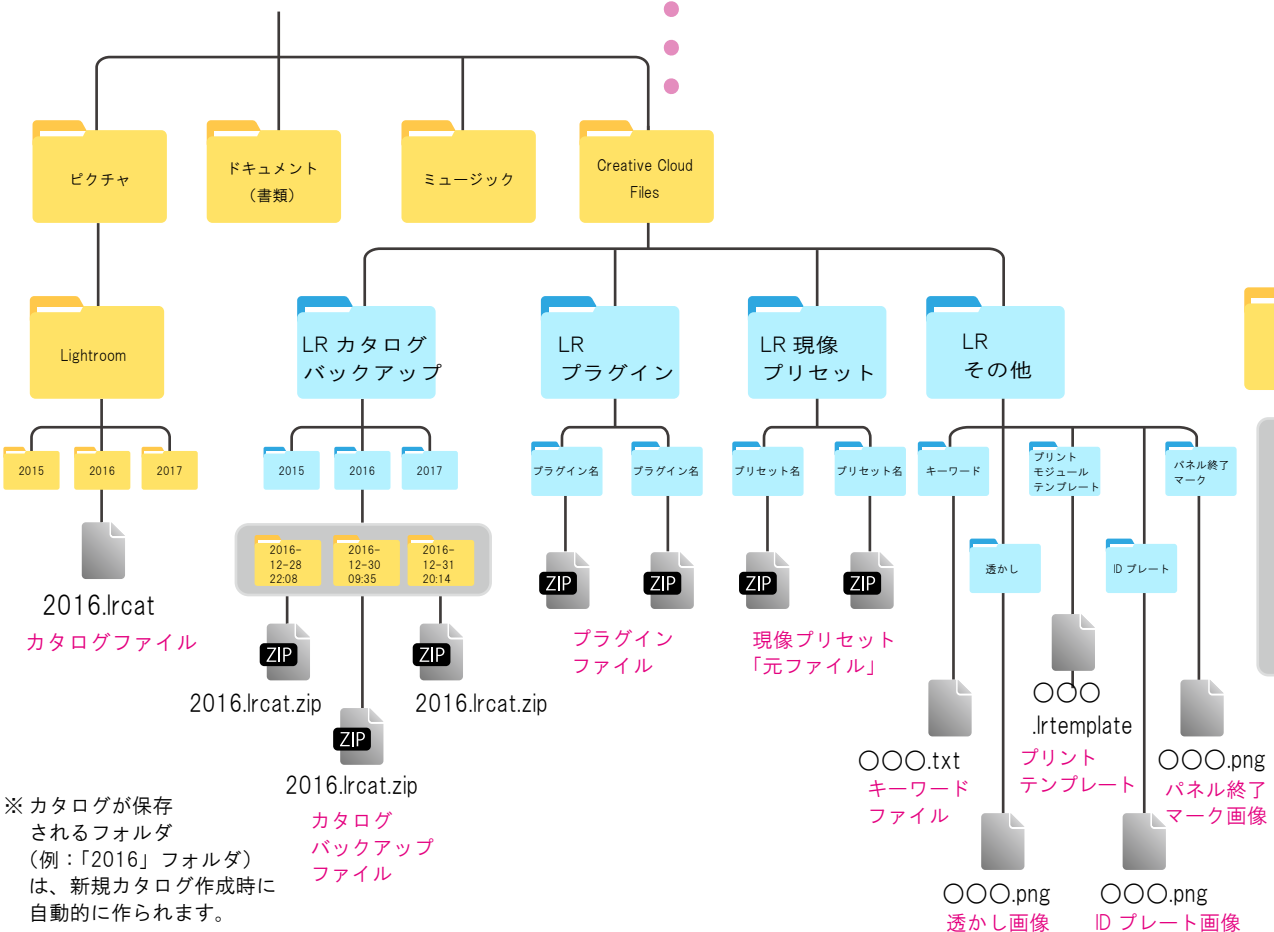 ピクチャ
ドキュメント
（書類）
ミュージック
Creative Cloud
Files
Lightroom
LR カタログ
バックアップ
LR
プラグイン
LR 現像
プリセット
LR
その他
2015
2016
2017
2015
2016
2017
プラグイン名
プラグイン名
プリセット名
プリセット名
キーワード
プリント
モジュール
テンプレート
パネル終了
マーク
2016-
12-28
22:08
2016-
12-30
09:35
2016-
12-31
20:14
透かし
ID プレート
ZIP
ZIP
ZIP
ZIP
2016.lrcat
カタログファイル
ZIP
ZIP
プラグイン
ファイル
現像プリセット
「元ファイル」
2016.lrcat.zip
2016.lrcat.zip
ZIP
2016.lrcat.zip
カタログ
バックアップ
ファイル
〇〇〇
.lrtemplate
プリント
テンプレート
〇〇〇.txt
キーワード
ファイル
〇〇〇.png
パネル終了
マーク画像
〇〇〇.png
透かし画像
〇〇〇.png
ID プレート画像
※ カタログが保存
されるフォルダ
（例：「2016」フォルダ）
は、新規カタログ作成時に
自動的に作られます。